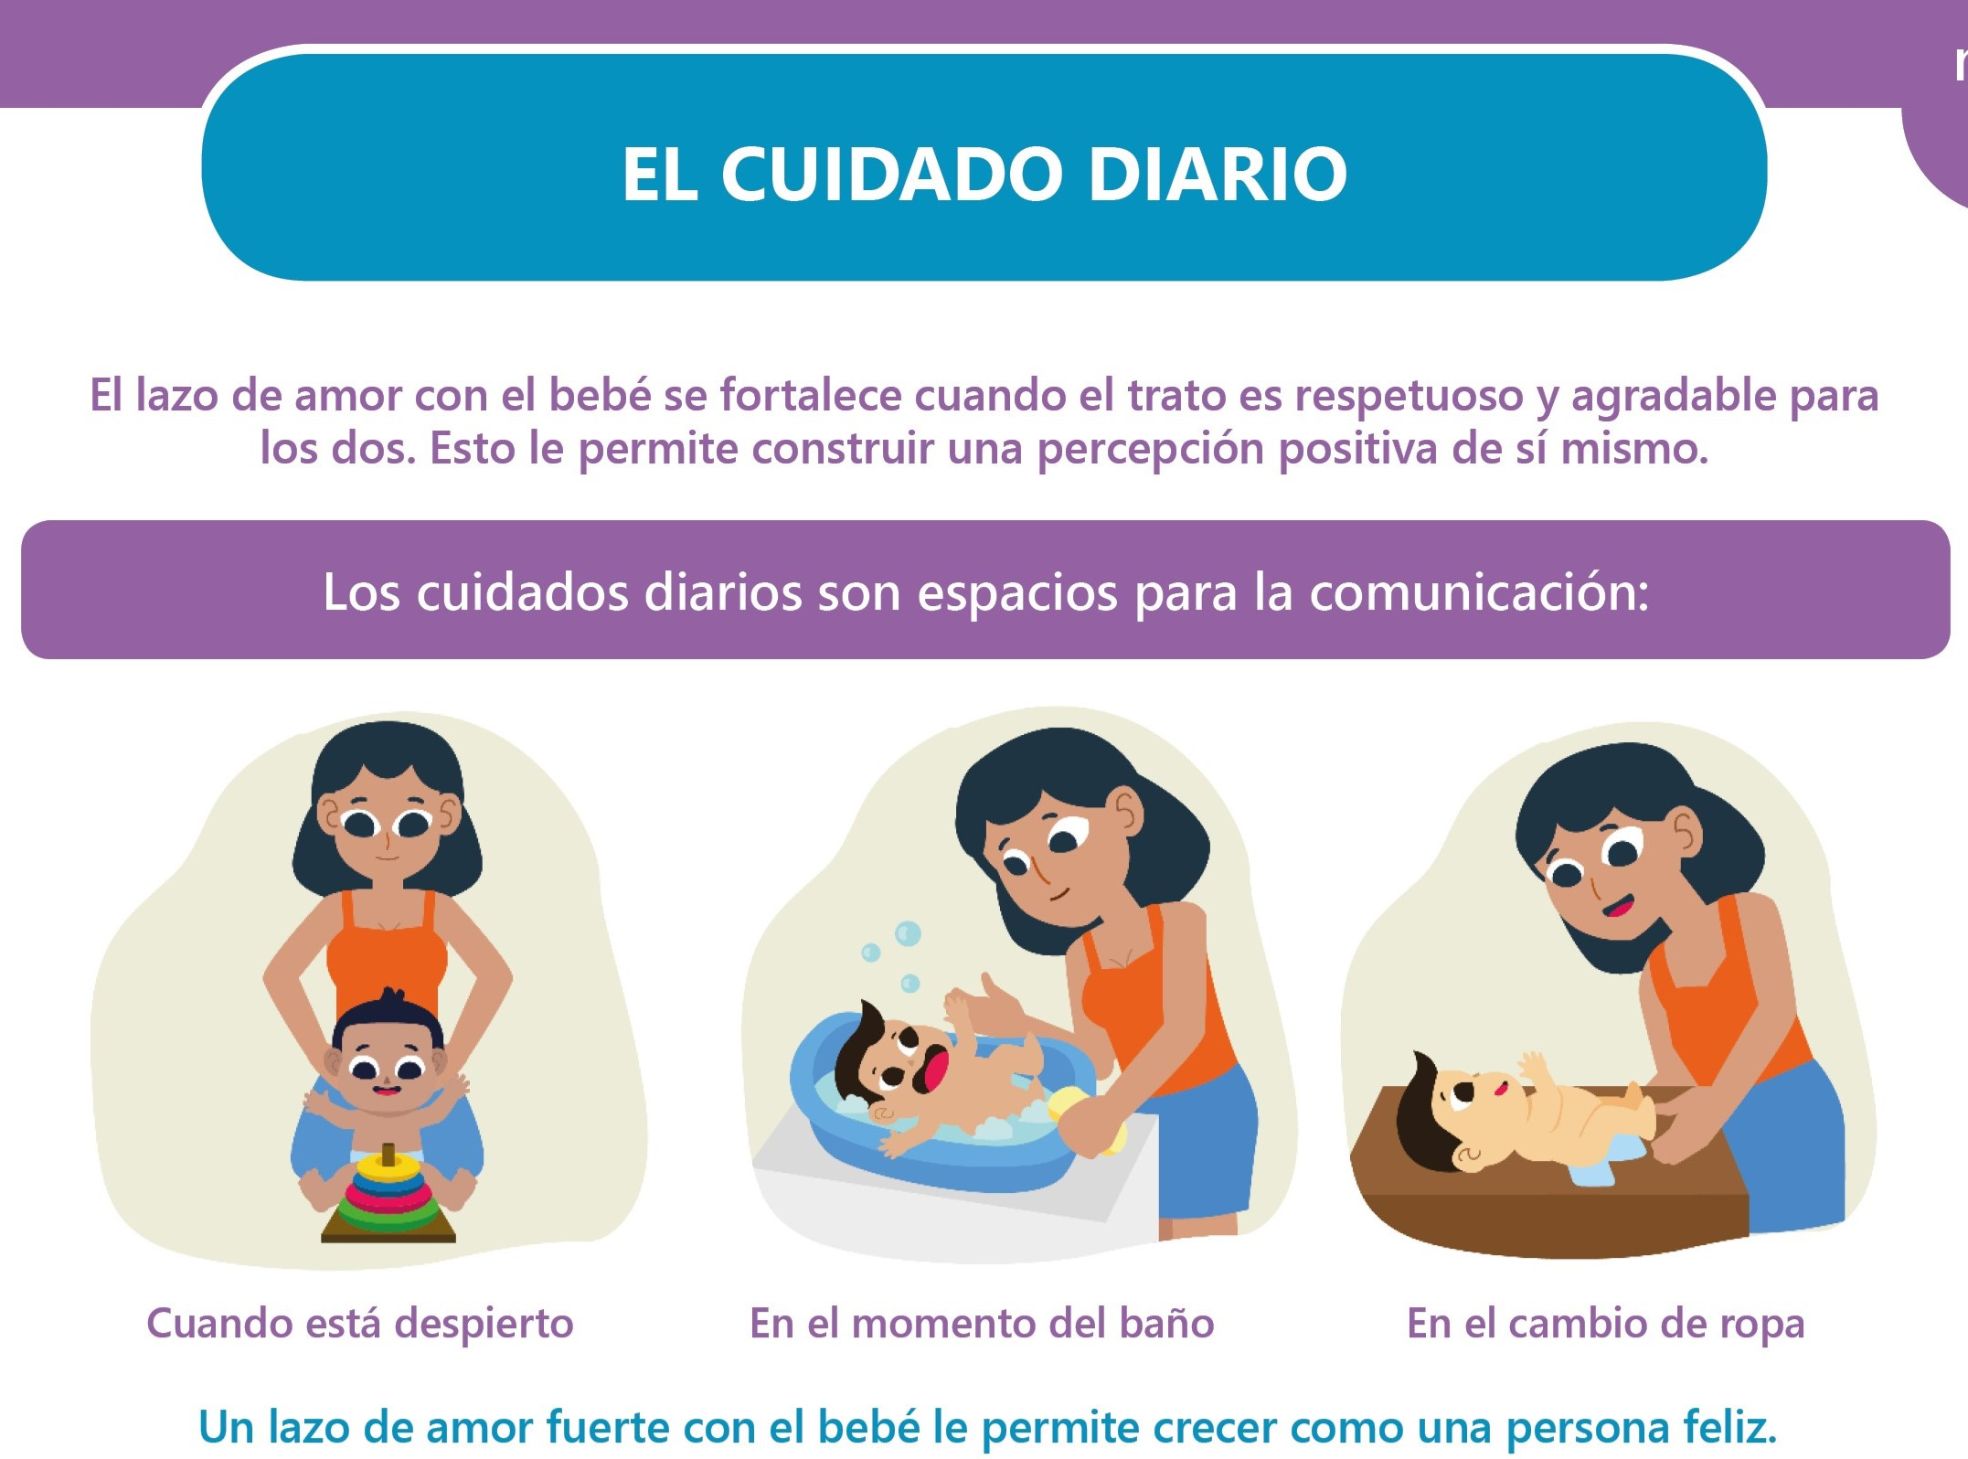 EL CUIDADO DIARIO
El lazo de amor con el bebé se fortalece cuando el trato es respetuoso y agradable para
los dos. Esto le permite construir una percepción positiva de sí mismo.
Los cuidados diarios son espacios para la comunicación:
Cuando está despierto
En el momento del baño
En el cambio de ropa
Un lazo de amor fuerte con el bebé le permite crecer como una persona feliz.